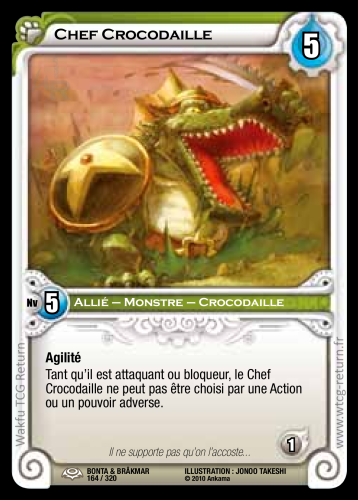 Chef Crocodaille
5
Nv 5 Allié – Monstre – Crocodaille
Agilité
Tant qu'il est attaquant ou bloqueur, le Chef
Crocodaille ne peut pas être choisi par une Action
ou un pouvoir adverse.
Il ne supporte pas qu'on l'accoste...
1
BONTA & BRÂKMAR
164 / 320
ILLUSTRATION : JONOO TAKESHI
© 2010 Ankama
Wakfu TCG Return
www.wtcg-return.fr